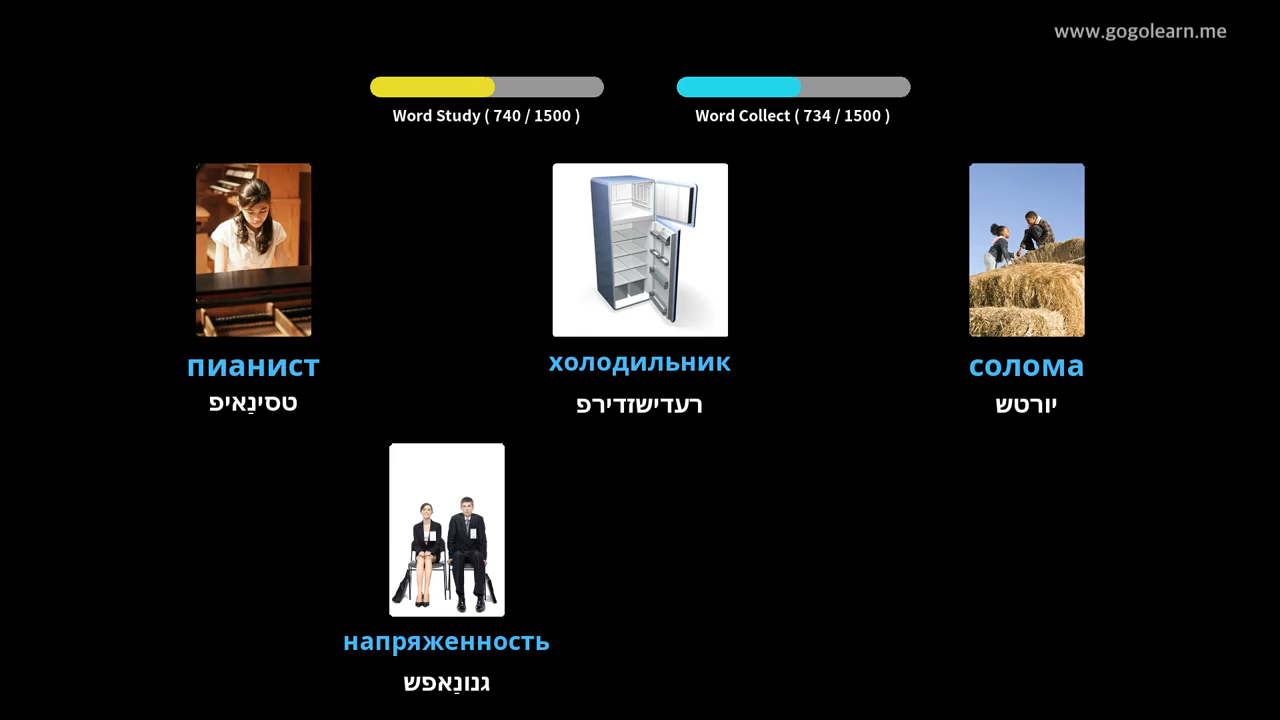 www.gogolearn.me
Word Study ( 740 / 1500 )
Word Collect ( 734 / 1500 )
пианист
טסינַאיפ
холодильник
רעדישזדירפ
солома
יורטש
напряженность
גנונַאפש